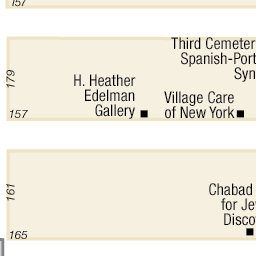 157
Third Cemeter
Spanish-Port
Syn
179
H. Heather
Edelman
Gallery
Village Care
of New York
157
161
Chabad
for Je
Disco
165